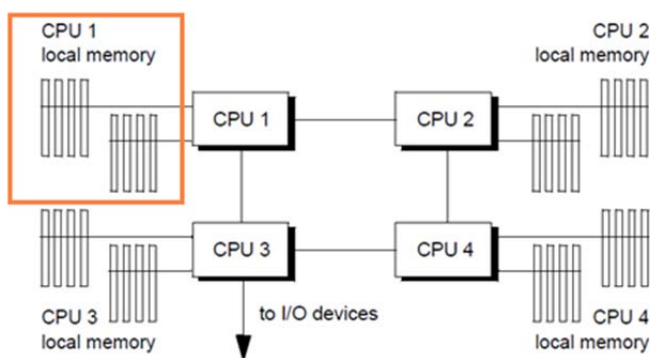 CPU 1
local memory
CPU 2
local memory
CPU 1
CPU 2
CPU 3
CPU 4
to I/O devices
CPU 3
local memory
CPU 4
local memory